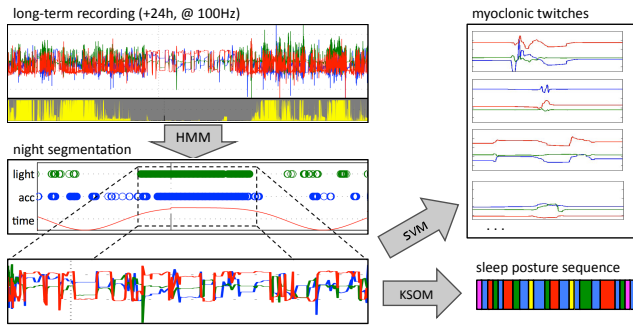 long-term recording (+24h, @ 100Hz)
HMM
night segmentation
light
acc
time
SVM
KSOM
myoclonic twitches
. . .
sleep posture sequence